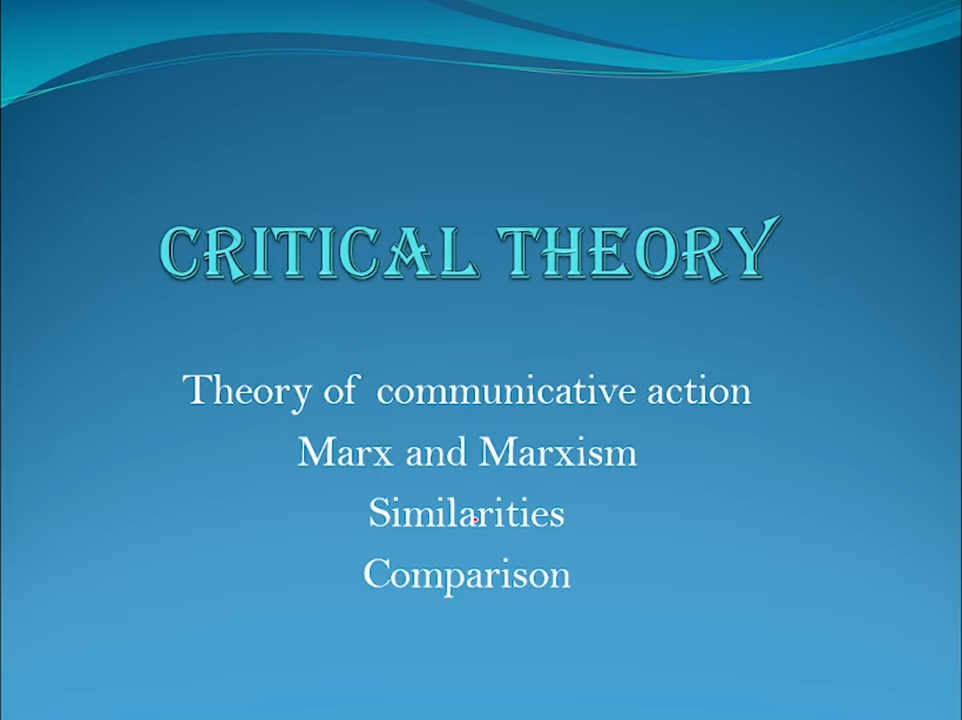 CRITICAL THEORY
Theory of communicative action
Marx and Marxism
Similarities
Comparison